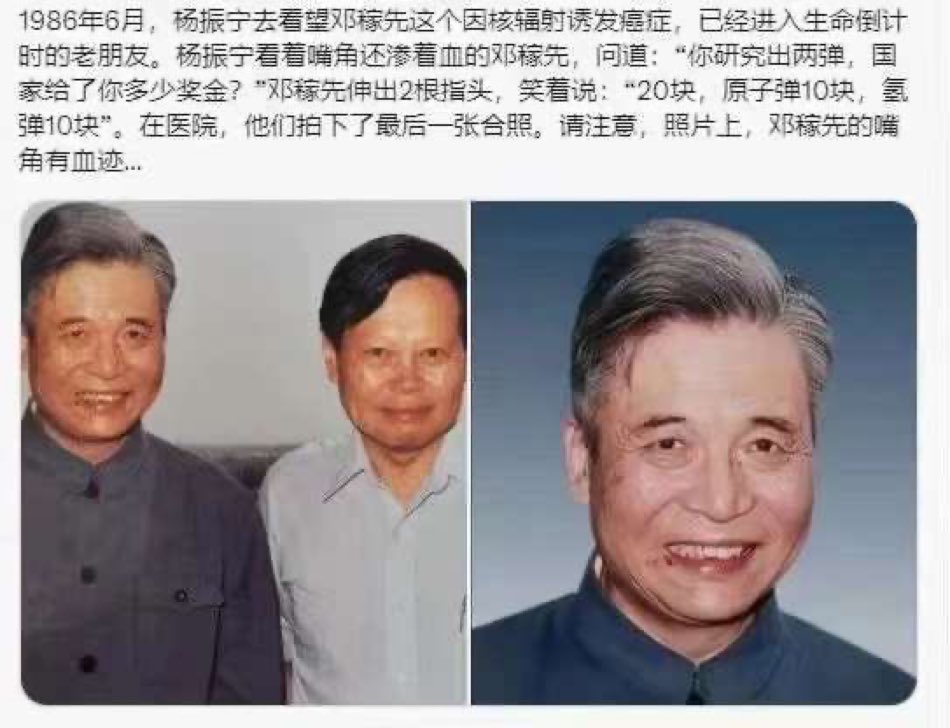 1986年6月，杨振宁去看望邓稼先这个因核辐射诱发癌症，已经进入生命倒计
时的老朋友。杨振宁看着嘴角还渗着血的邓稼先，问道：“你研究出两弹，国
家给了你多少奖金？”邓稼先伸出2根指头，笑着说：“20块，原子弹10块，氢
弹10块”。在医院，他们拍下了最后一张合照。请注意，照片上，邓稼先的嘴
角有血迹...